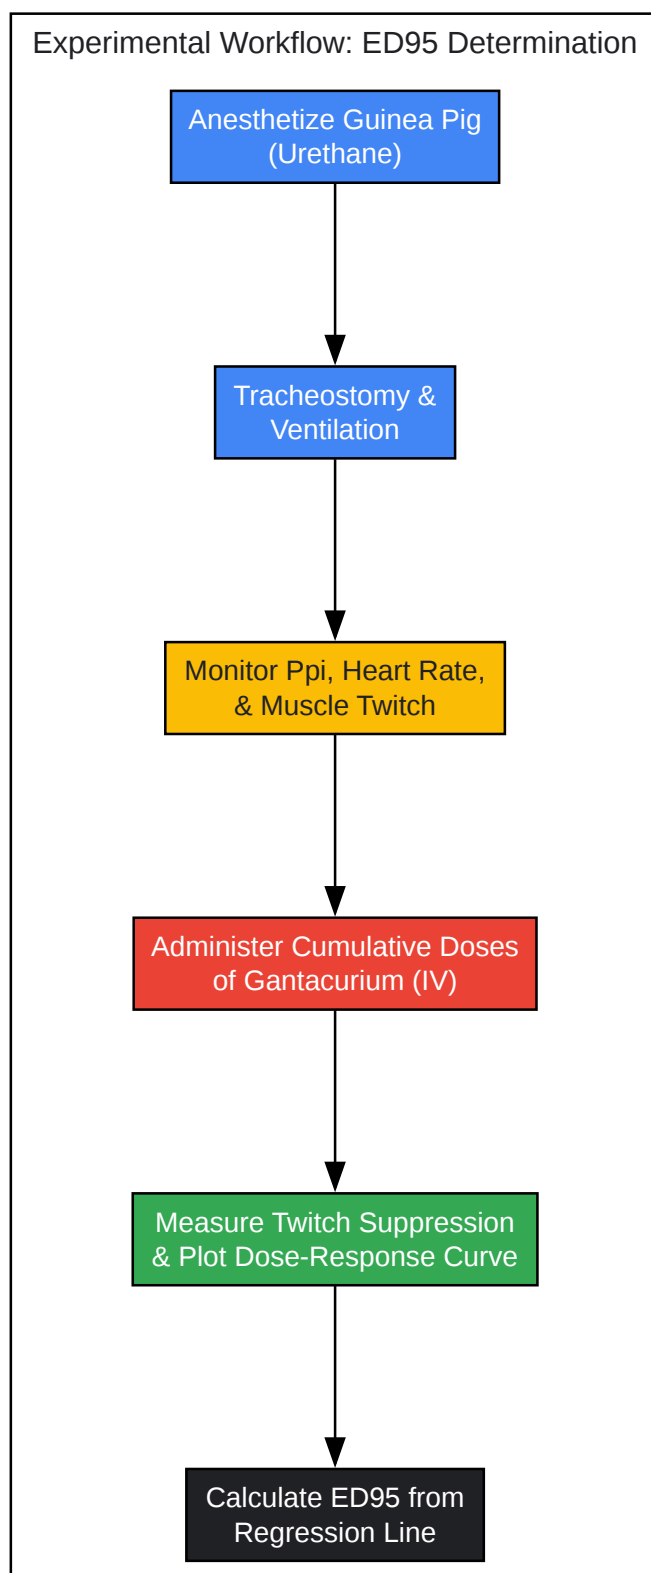 Experimental Workflow: ED95 Determination
Anesthetize Guinea Pig
(Urethane)
Tracheostomy &
Ventilation
Monitor Ppi, Heart Rate,
& Muscle Twitch
Administer Cumulative Doses
of Gantacurium (IV)
Measure Twitch Suppression
& Plot Dose-Response Curve
Calculate ED95 from
Regression Line